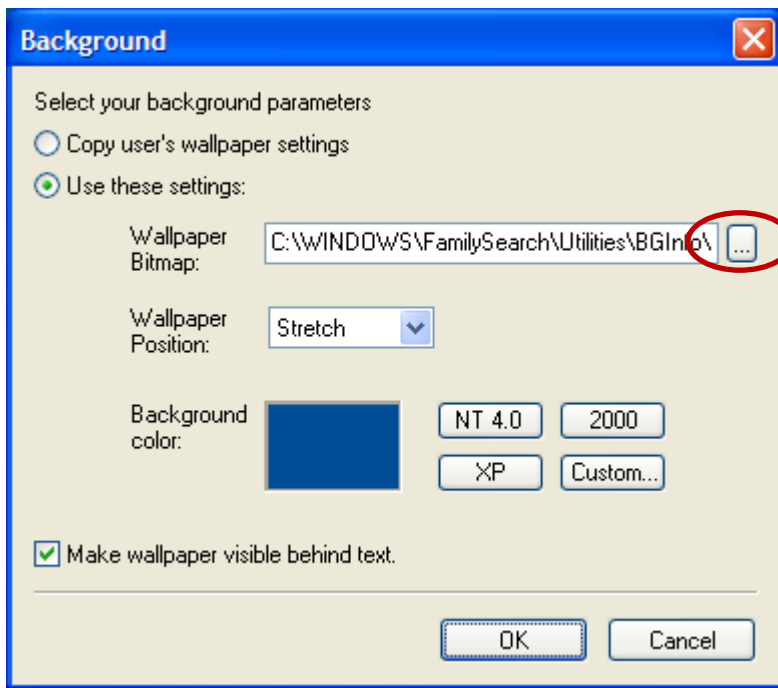 Background
Select your background parameters
Copy user's wallpaper settings
Use these settings:
Wallpaper
Bitmap:
C:\WINDOWS\FamilySearch\Utilities\BGInfo\
...
Wallpaper
Position:
Stretch
Background
color:
NT 4.0
2000
XP
Custom...
Make wallpaper visible behind text.
OK
Cancel